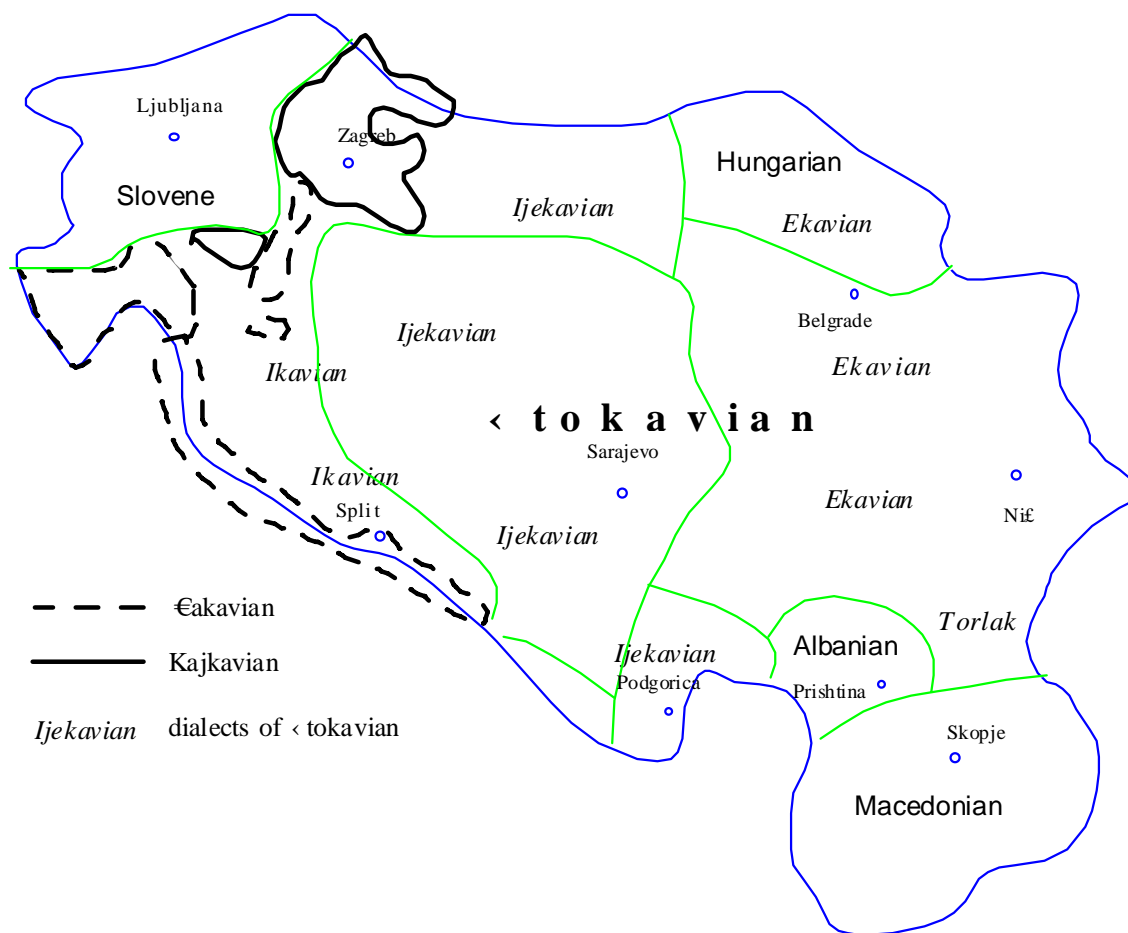 Ljubljana
Zagreb
Hungarian
Slovene
Ijekavian
Ekavian
Belgrade
Ijekavian
Ekavian
Ikavian
‹ tokavian
Sarajevo
Ikavian
Ekavian
Split
Ni£
Ijekavian
€akavian
Torlak
Kajkavian
Ijekavian
Albanian
Podgorica
Prishtina
Ijekavian dialects of ‹ tokavian
Skopje
Macedonian